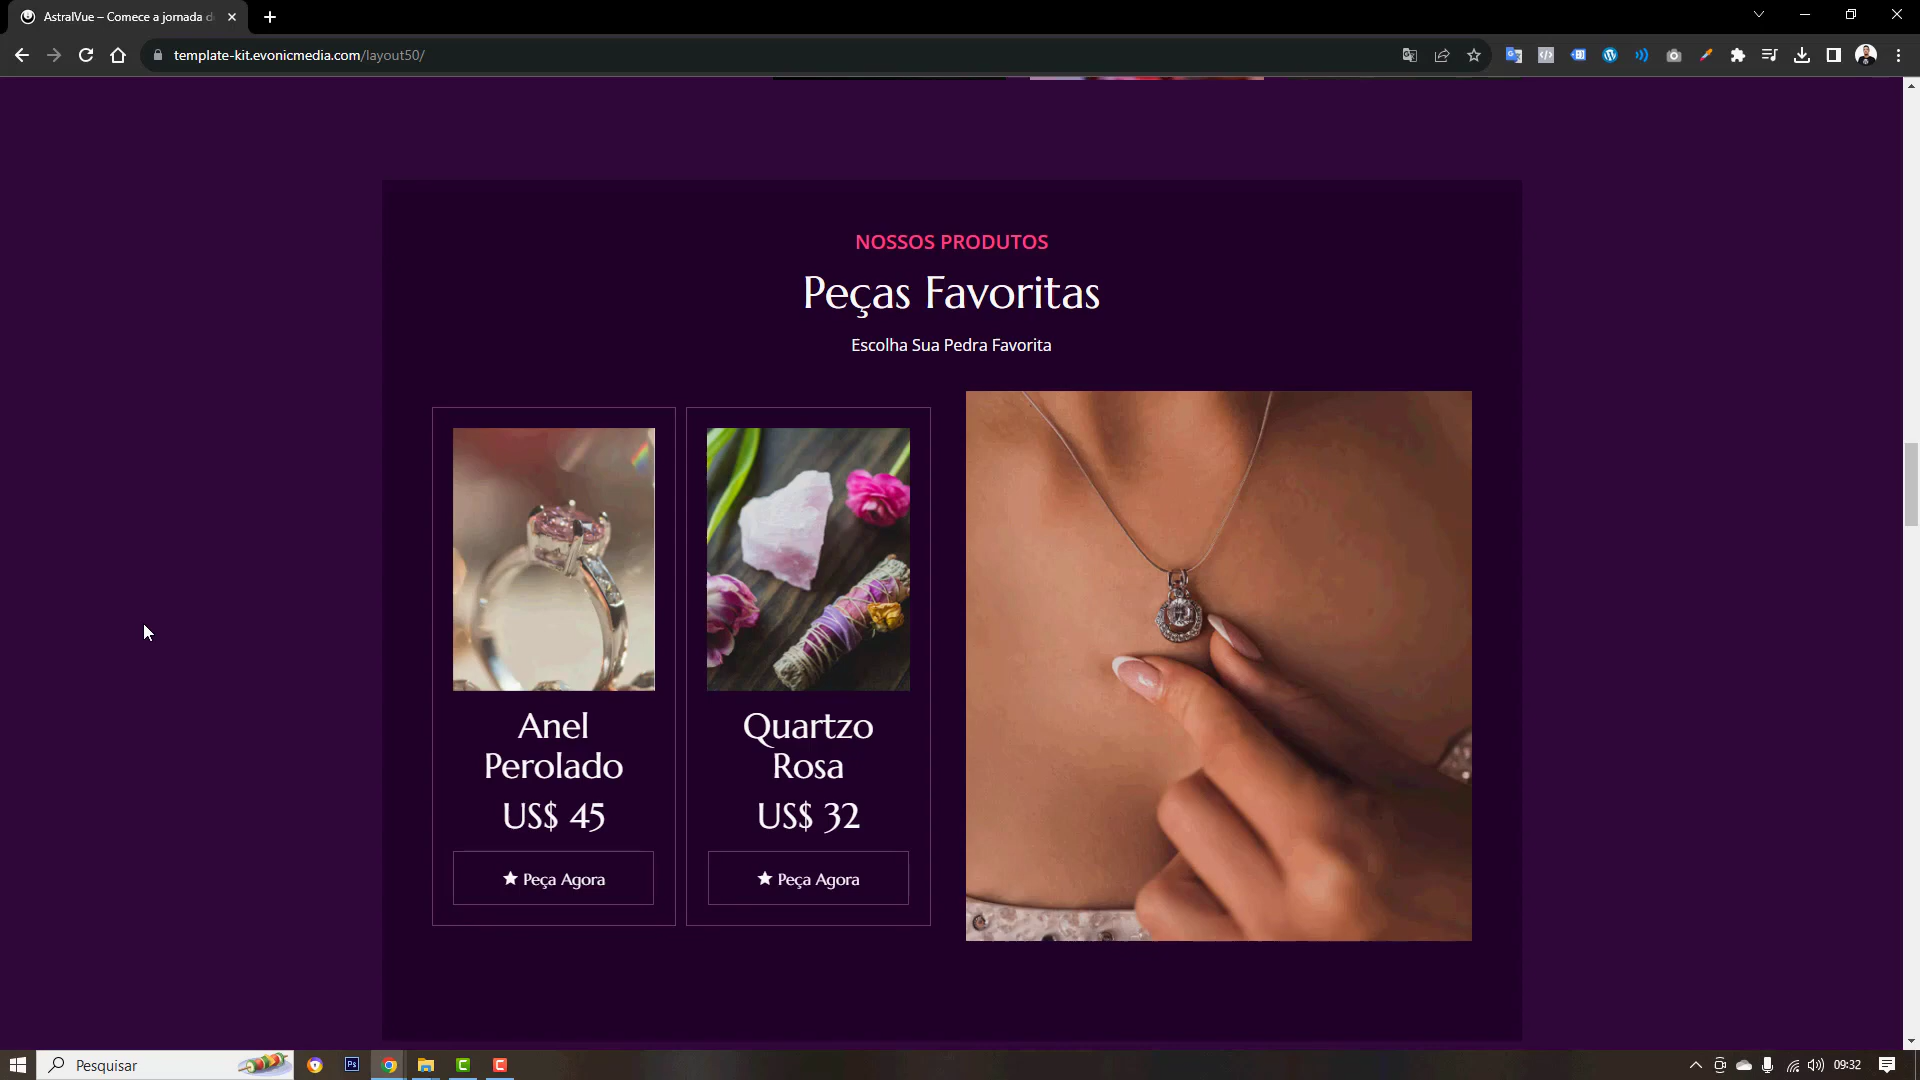 AstralVue – Comece a jornada d
template-kit.evonicmedia.com/layout50/
NOSSOS PRODUTOS
Peças Favoritas
Escolha Sua Pedra Favorita
Anel
Perolado
US$ 45
Peça Agora
Quartzo
Rosa
US$ 32
Peça Agora
Pesquisar
Ps
C
C
09:32